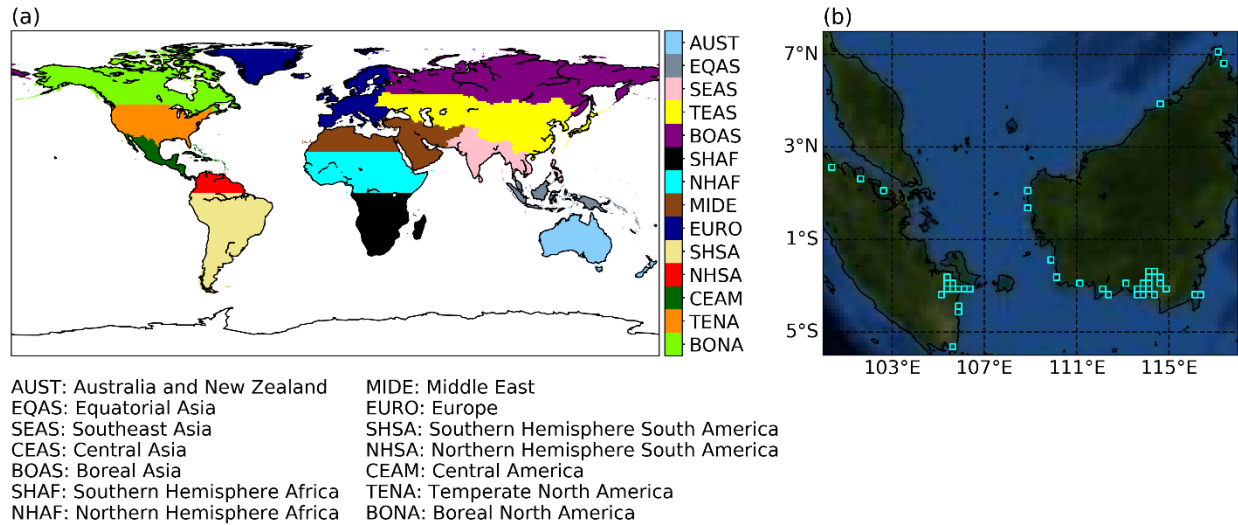 (a)
AUST
EQAS
SEAS
TEAS
BOAS
SHAF
NHAF
MIDE
EURO
SHSA
NHSA
CEAM
TENA
BONA
(b)
7°N
3°N
1°S
5°S
103°E 107°E 111°E 115°E
AUST: Australia and New Zealand
EQAS: Equatorial Asia
SEAS: Southeast Asia
CEAS: Central Asia
BOAS: Boreal Asia
SHAF: Southern Hemisphere Africa
NHAF: Northern Hemisphere Africa
MIDE: Middle East
EURO: Europe
SHSA: Southern Hemisphere South America
NHSA: Northern Hemisphere South America
CEAM: Central America
TENA: Temperate North America
BONA: Boreal North America